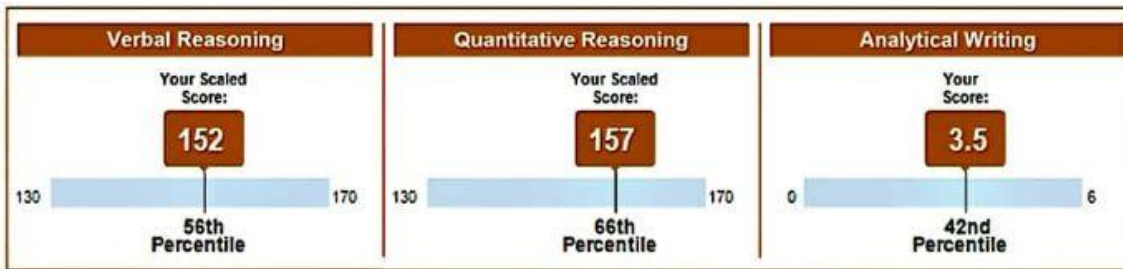 Verbal Reasoning
Your Scaled
Score:
152
130
170
56th
Percentile
Quantitative Reasoning
Your Scaled
Score:
157
130
170
66th
Percentile
Analytical Writing
Your
Score:
3.5
0
6
42nd
Percentile